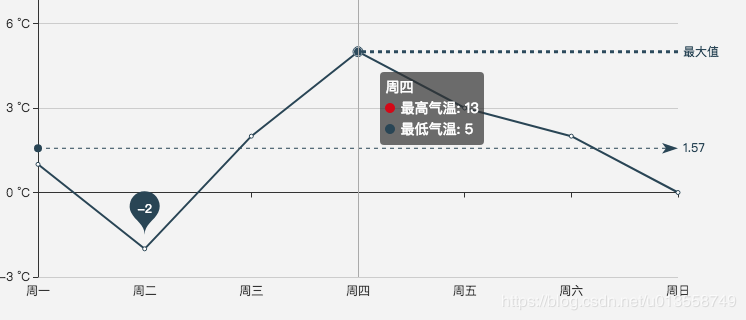 6 °C
最大值
周四
最高气温: 13
最低气温: 5
3 °C
1.57
0 °C
-2
-3 °C
周一 周二 周三 周四 周五 周六 周日
https://blog.csdn.net/u013558749